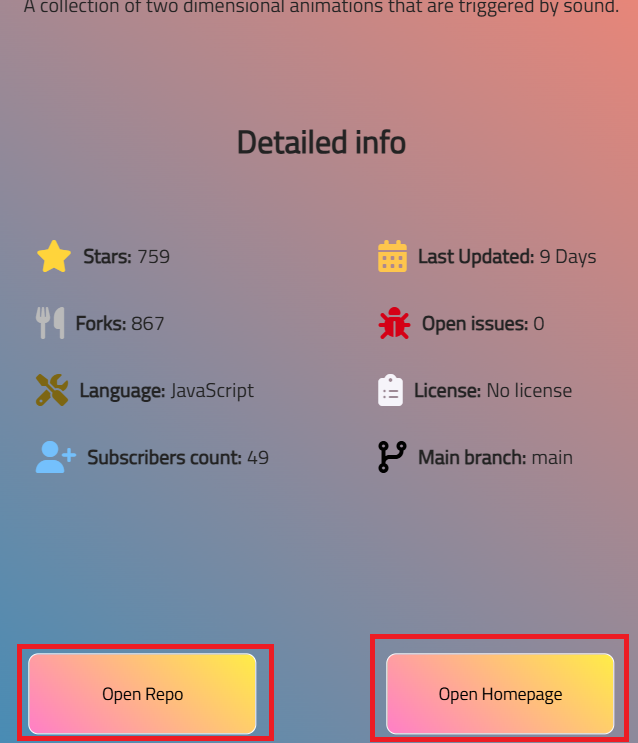 A collection of two dimensional animations that are triggered by sound.
Detailed info
Stars: 759
Last Updated: 9 Days
Forks: 867
Open issues: 0
Language: JavaScript
License: No license
Subscribers count: 49
Main branch: main
Open Repo
Open Homepage